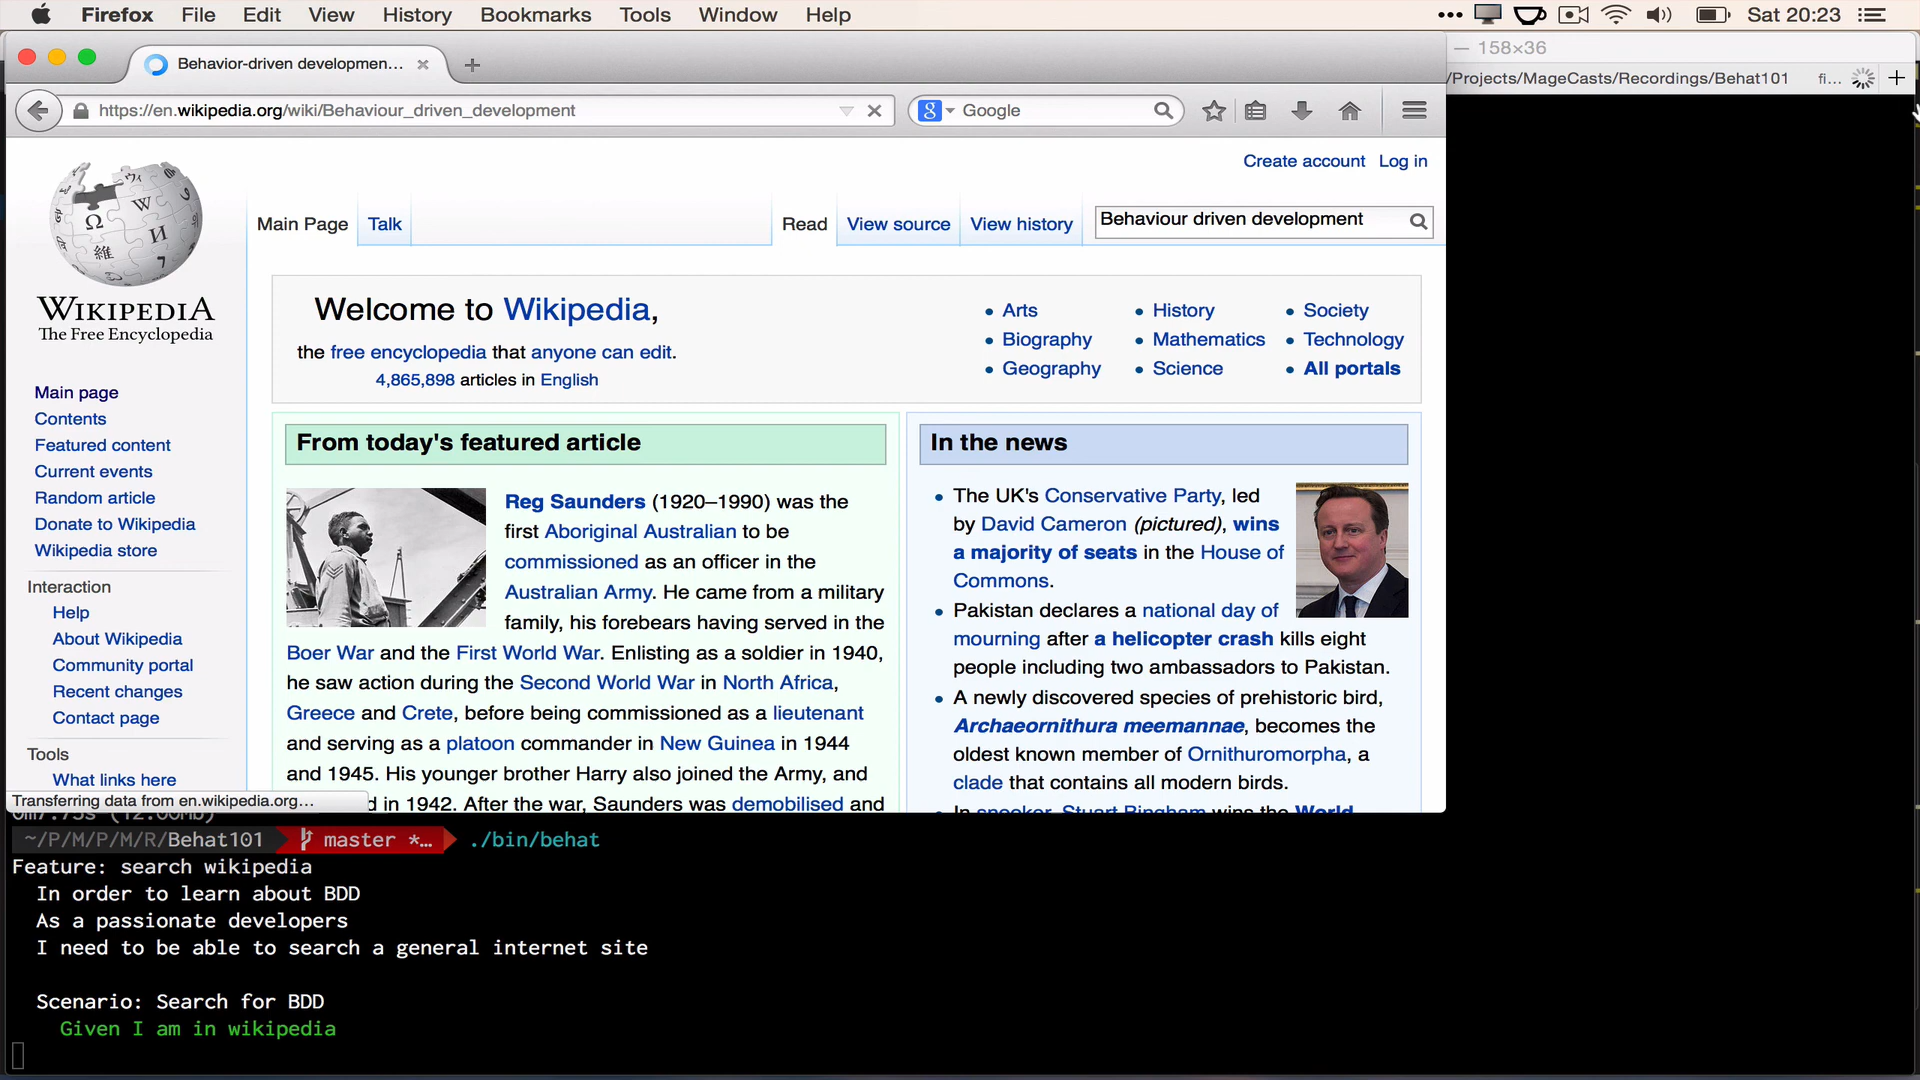 Firefox File Edit View History Bookmarks Tools Window Help Sat 20:23
— 158×36
Behavior-driven developmen...
/Projects/MageCasts/Recordings/Behat101 fi...
https://en.wikipedia.org/wiki/Behaviour_driven_development
Google
Create account Log in
Main Page Talk Read View source View history Behaviour driven development
WIKIPEDIA
The Free Encyclopedia
Main page
Contents
Featured content
Current events
Random article
Donate to Wikipedia
Wikipedia store
Interaction
Help
About Wikipedia
Community portal
Recent changes
Contact page
Tools
What links here
Welcome to Wikipedia,
the free encyclopedia that anyone can edit.
4,865,898 articles in English
• Arts
• Biography
• Geography
• History
• Mathematics
• Science
• Society
• Technology
• All portals
From today's featured article
Reg Saunders (1920–1990) was the
first Aboriginal Australian to be
commissioned as an officer in the
Australian Army. He came from a military
family, his forebears having served in the
Boer War and the First World War. Enlisting as a soldier in 1940,
he saw action during the Second World War in North Africa,
Greece and Crete, before being commissioned as a lieutenant
and serving as a platoon commander in New Guinea in 1944
and 1945. His younger brother Harry also joined the Army, and
d in 1942. After the war, Saunders was demobilised and
In the news
• The UK's Conservative Party, led
by David Cameron (pictured), wins
a majority of seats in the House of
Commons.
• Pakistan declares a national day of
mourning after a helicopter crash kills eight
people including two ambassadors to Pakistan.
• A newly discovered species of prehistoric bird,
Archaeornithura meemannae, becomes the
oldest known member of Ornithuromorpha, a
clade that contains all modern birds.
• In snooker, Stuart Bingham wins the World
Transferring data from en.wikipedia.org...
0m7.73s (12.00Mb)
~/P/M/P/M/R/Behat101 master *... ./bin/behat
Feature: search wikipedia
In order to learn about BDD
As a passionate developers
I need to be able to search a general internet site
Scenario: Search for BDD
Given I am in wikipedia